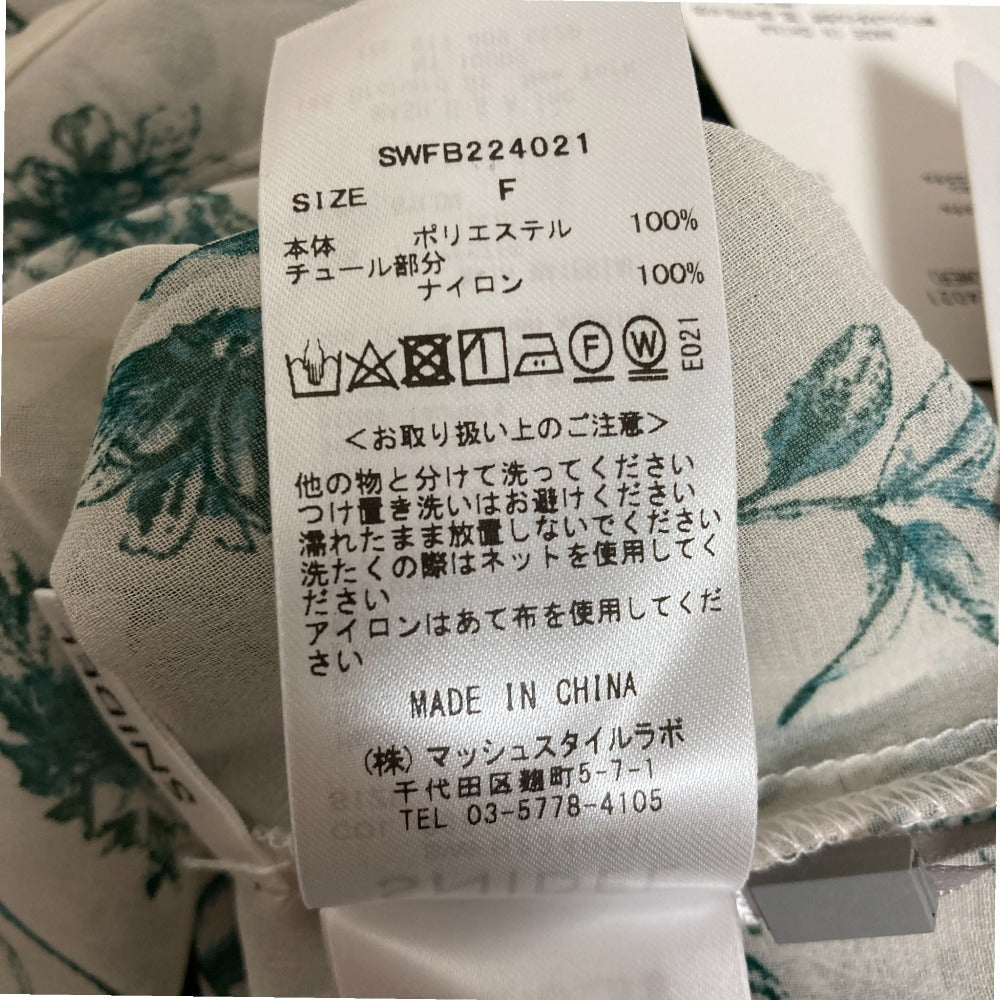 SWFB224021
SIZE F
本体 ポリエステル 100%
チュール部分
ナイロン 100%
F W E021
<お取り扱い上のご注意>
他の物と分けて洗ってください
つけ置き洗いはお避けください
濡れたまま放置しないでください
洗たくの際はネットを使用してく
ださい
アイロンはあて布を使用してくだ
さい
MADE IN CHINA
(株)マッシュスタイルラボ
千代田区麹町5-7-1
TEL 03-5778-4105
SNIDEL